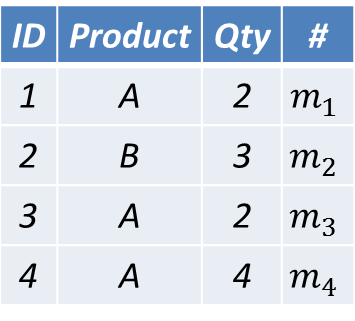 ID Product Qty #
1 A 2 m₁
2 B 3 m₂
3 A 2 m₃
4 A 4 m₄